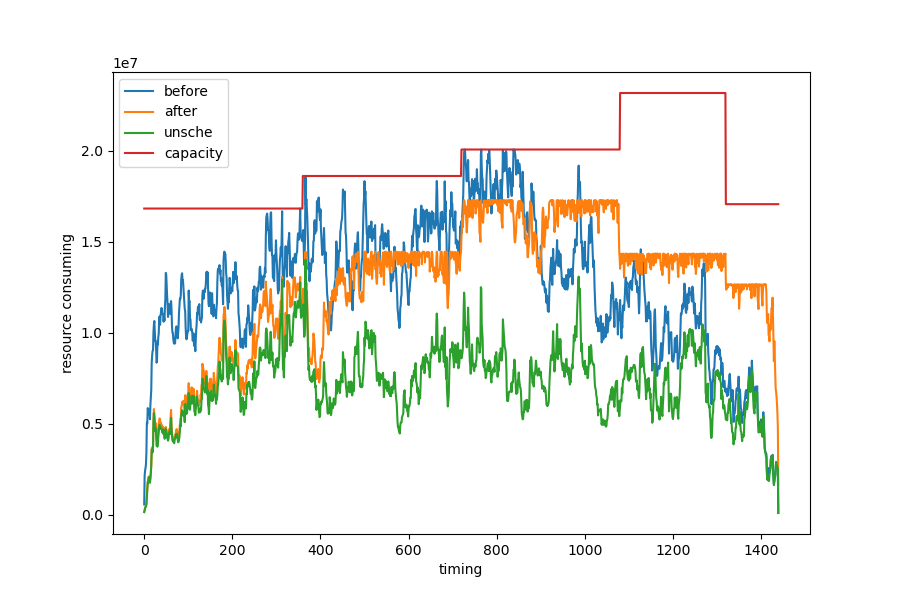 1e7
before
after
unsche
capacity
2.0
1.5
1.0
0.5
0.0
resource consuming
0 200 400 600 800 1000 1200 1400
timing